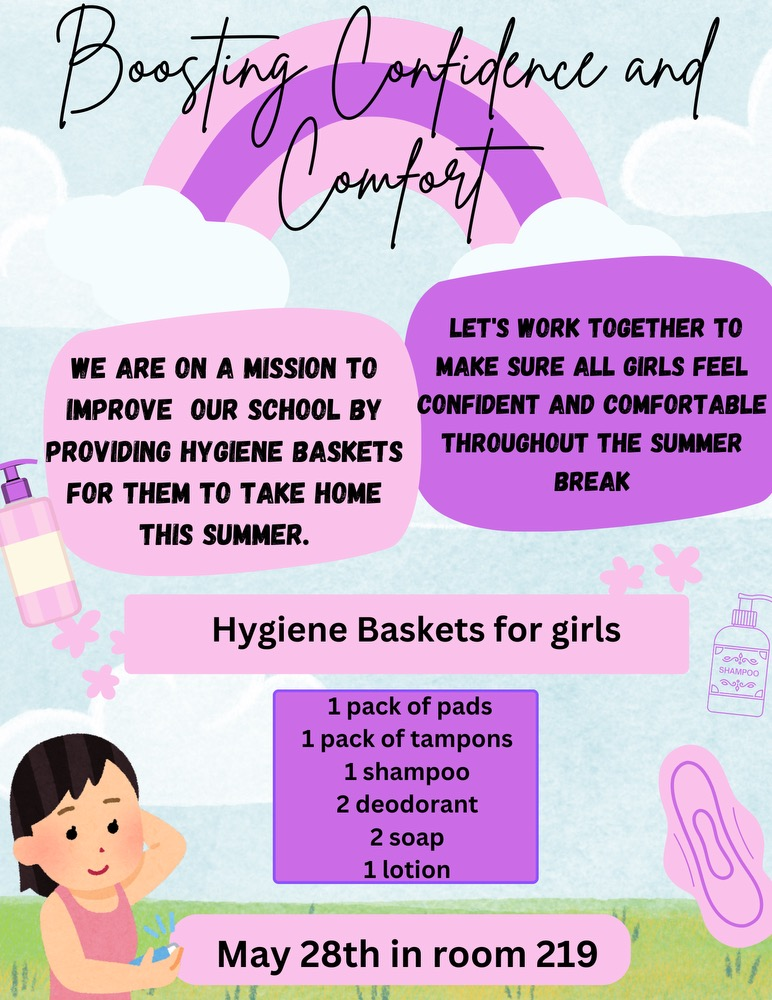 Boosting Confidence and
Comfort
WE ARE ON A MISSION TO
IMPROVE OUR SCHOOL BY
PROVIDING HYGIENE BASKETS
FOR THEM TO TAKE HOME
THIS SUMMER.
LET'S WORK TOGETHER TO
MAKE SURE ALL GIRLS FEEL
CONFIDENT AND COMFORTABLE
THROUGHOUT THE SUMMER
BREAK
Hygiene Baskets for girls
SHAMPOO
1 pack of pads
1 pack of tampons
1 shampoo
2 deodorant
2 soap
1 lotion
May 28th in room 219